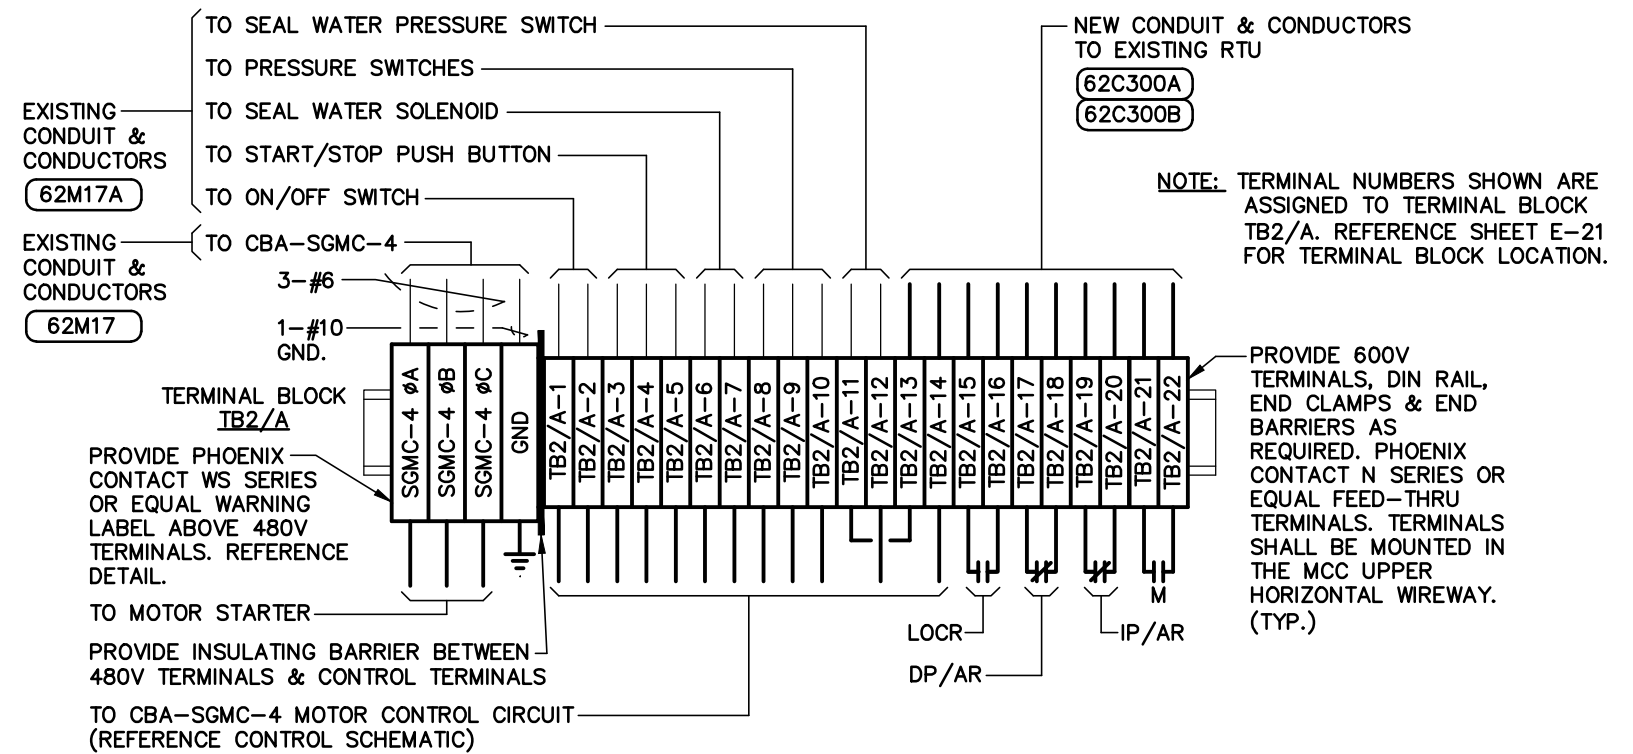 TO SEAL WATER PRESSURE SWITCH
TO PRESSURE SWITCHES
TO SEAL WATER SOLENOID
TO START/STOP PUSH BUTTON
TO ON/OFF SWITCH
EXISTING
CONDUIT &
CONDUCTORS
62M17A
EXISTING
CONDUIT &
CONDUCTORS
62M17
TO CBA-SGMC-4
3-#6
1-#10
GND.
NEW CONDUIT & CONDUCTORS
TO EXISTING RTU
62C300A
62C300B
NOTE: TERMINAL NUMBERS SHOWN ARE
ASSIGNED TO TERMINAL BLOCK
TB2/A. REFERENCE SHEET E-21
FOR TERMINAL BLOCK LOCATION.
TERMINAL BLOCK
TB2/A
SGMC-4 øA
SGMC-4 øB
SGMC-4 øC
GND
TB2/A-1
TB2/A-2
TB2/A-3
TB2/A-4
TB2/A-5
TB2/A-6
TB2/A-7
TB2/A-8
TB2/A-9
TB2/A-10
TB2/A-11
TB2/A-12
TB2/A-13
TB2/A-14
TB2/A-15
TB2/A-16
TB2/A-17
TB2/A-18
TB2/A-19
TB2/A-20
TB2/A-21
TB2/A-22
PROVIDE PHOENIX
CONTACT WS SERIES
OR EQUAL WARNING
LABEL ABOVE 480V
TERMINALS. REFERENCE
DETAIL.
TO MOTOR STARTER
PROVIDE INSULATING BARRIER BETWEEN
480V TERMINALS & CONTROL TERMINALS
TO CBA-SGMC-4 MOTOR CONTROL CIRCUIT
(REFERENCE CONTROL SCHEMATIC)
LOCR
DP/AR
IP/AR
M
PROVIDE 600V
TERMINALS, DIN RAIL,
END CLAMPS & END
BARRIERS AS
REQUIRED. PHOENIX
CONTACT N SERIES OR
EQUAL FEED-THRU
TERMINALS. TERMINALS
SHALL BE MOUNTED IN
THE MCC UPPER
HORIZONTAL WIREWAY.
(TYP.)